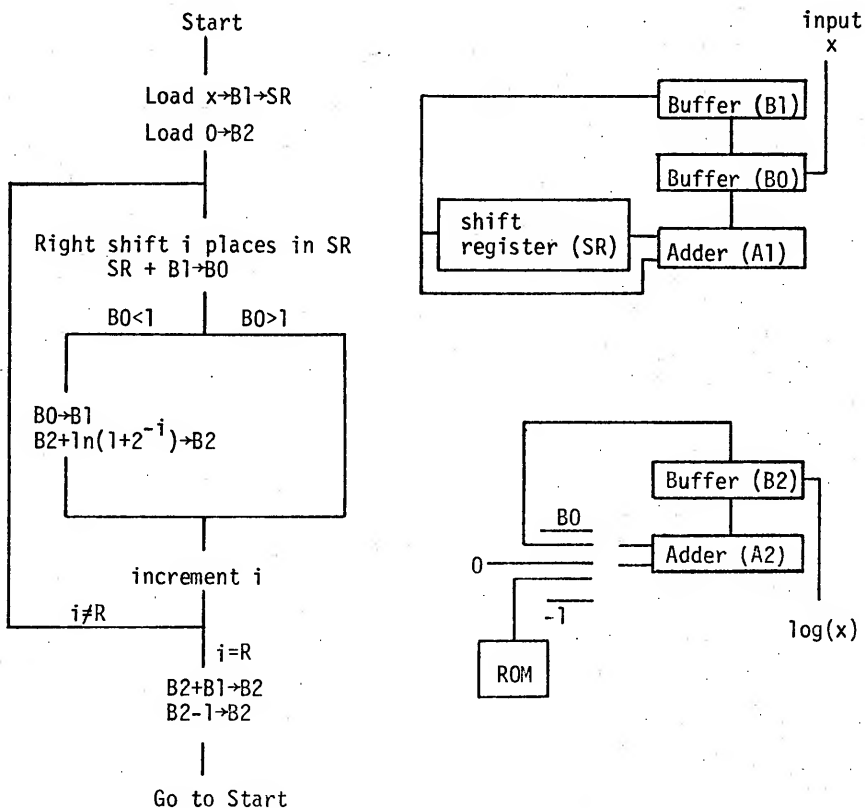 Start
Load x→B1→SR
Load 0→B2
Right shift i places in SR
SR + B1→B0
B0<1
B0>1
B0→B1
B2+ln(1+2^-i)→B2
increment i
i≠R
i=R
B2+B1→B2
B2-1→B2
Go to Start
input
x
Buffer (B1)
Buffer (B0)
shift
register (SR)
Adder (A1)
Buffer (B2)
B0
Adder (A2)
0
-1
ROM
log(x)